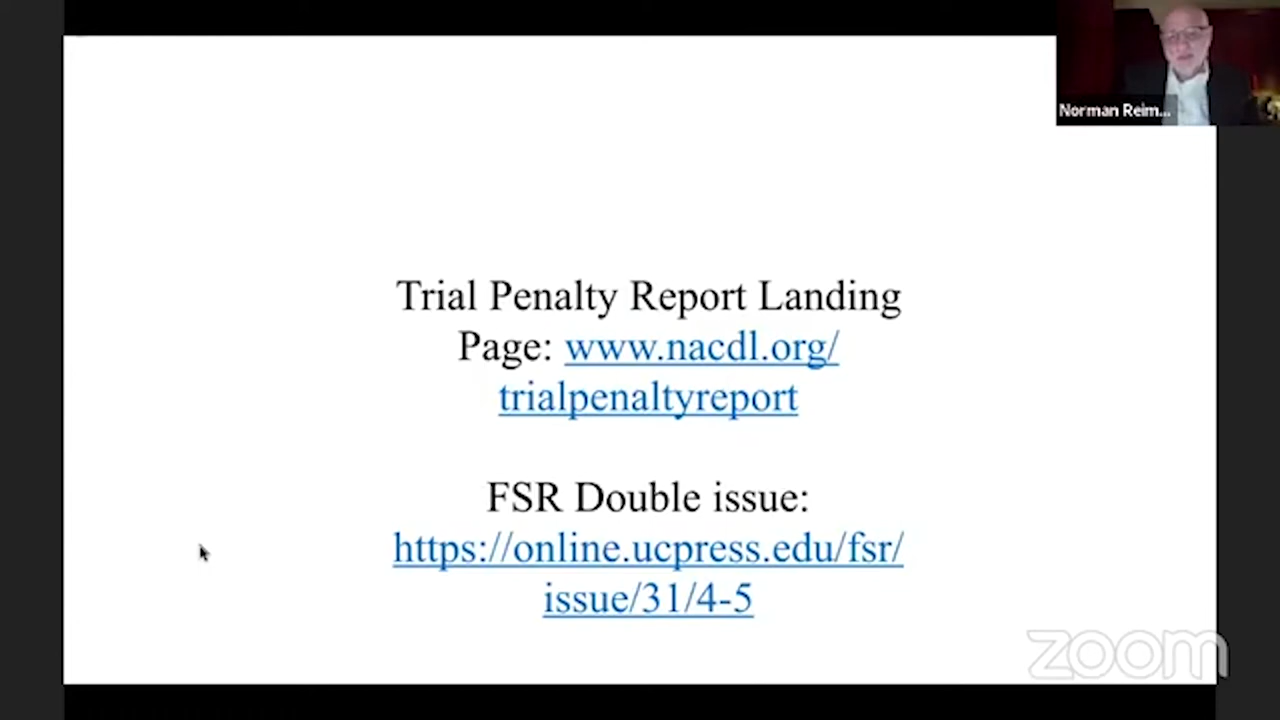 Norman Reim...
Trial Penalty Report Landing
Page: www.nacdl.org/
trialpenaltyreport
FSR Double issue:
https://online.ucpress.edu/fsr/
issue/31/4-5
zoom